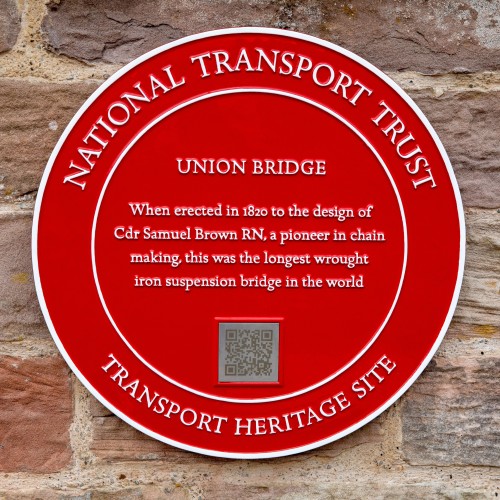 NATIONAL TRANSPORT TRUST
UNION BRIDGE
When erected in 1820 to the design of
Cdr Samuel Brown RN, a pioneer in chain
making, this was the longest wrought
iron suspension bridge in the world
TRANSPORT HERITAGE SITE